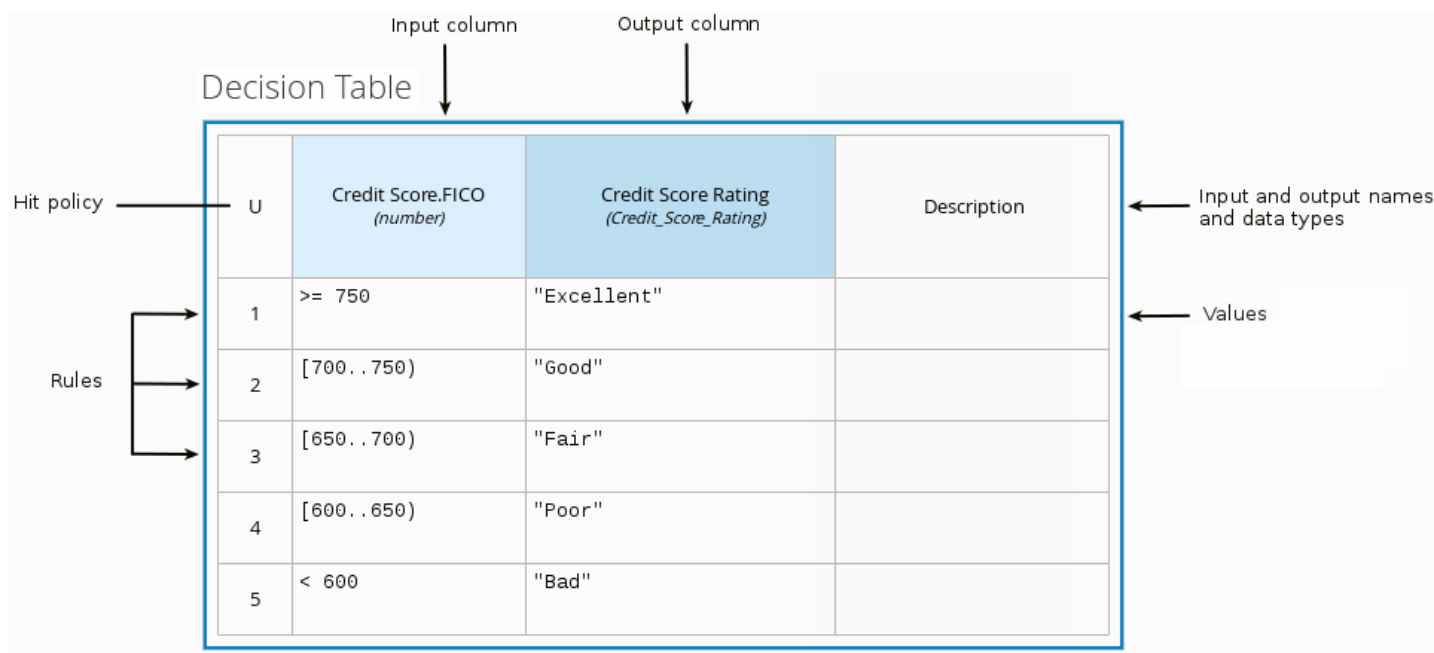 Input column
Output column
Decision Table
Hit policy
U
Credit Score.FICO
(number)
Credit Score Rating
(Credit_Score_Rating)
Description
Input and output names
and data types
Rules
1
>= 750
"Excellent"
Values
2
[700..750)
"Good"
3
[650..700)
"Fair"
4
[600..650)
"Poor"
5
< 600
"Bad"